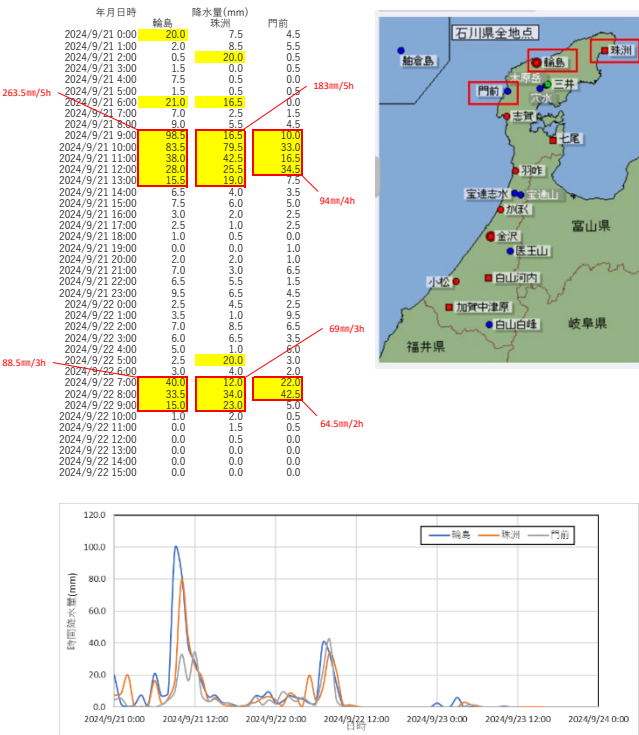 年月日時 降水量(mm)
輪島 珠洲 門前
2024/9/21 0:00 20.0 7.5 4.5
2024/9/21 1:00 2.0 8.5 5.5
2024/9/21 2:00 0.5 20.0 0.5
2024/9/21 3:00 1.5 0.5 0.5
2024/9/21 4:00 7.5 0.5 0.0
2024/9/21 5:00 1.5 0.5 0.5
2024/9/21 6:00 21.0 16.5 0.0
2024/9/21 7:00 7.0 2.5 1.5
2024/9/21 8:00 9.0 5.5 4.5
2024/9/21 9:00 98.5 16.5 10.0
2024/9/21 10:00 83.5 79.5 33.0
2024/9/21 11:00 38.0 42.5 16.5
2024/9/21 12:00 28.0 25.5 34.5
2024/9/21 13:00 15.5 19.0 7.5
2024/9/21 14:00 6.5 4.0 3.5
2024/9/21 15:00 7.5 6.0 5.0
2024/9/21 16:00 3.0 2.0 2.5
2024/9/21 17:00 2.5 1.0 2.5
2024/9/21 18:00 1.0 0.5 0.0
2024/9/21 19:00 0.0 0.0 1.0
2024/9/21 20:00 2.0 2.0 1.0
2024/9/21 21:00 7.0 3.0 6.5
2024/9/21 22:00 6.5 5.5 1.5
2024/9/21 23:00 9.5 6.5 4.5
2024/9/22 0:00 2.5 4.5 2.5
2024/9/22 1:00 3.5 1.0 9.5
2024/9/22 2:00 7.0 8.5 6.5
2024/9/22 3:00 6.0 6.5 3.5
2024/9/22 4:00 5.0 1.0 6.0
2024/9/22 5:00 2.5 20.0 3.0
2024/9/22 6:00 3.0 4.0 2.0
2024/9/22 7:00 40.0 12.0 22.0
2024/9/22 8:00 33.5 34.0 42.5
2024/9/22 9:00 15.0 23.0 5.0
2024/9/22 10:00 1.0 2.0 0.5
2024/9/22 11:00 0.0 1.5 0.5
2024/9/22 12:00 0.0 0.5 0.0
2024/9/22 13:00 0.0 0.0 0.0
2024/9/22 14:00 0.0 0.0 0.0
2024/9/22 15:00 0.0 0.0 0.0
263.5㎜/5h
183㎜/5h
94㎜/4h
69㎜/3h
88.5㎜/3h
64.5㎜/2h
石川県全地点
舳倉島
輪島
珠洲
大原岳
三井
門前
穴水
志賀
七尾
羽咋
宝達志水
宝達山
かほく
富山県
金沢
医王山
小松
白山河内
加賀中津原
白山白峰
岐阜県
福井県
輪島 珠洲 門前
時間降水量(mm)
120.0
100.0
80.0
60.0
40.0
20.0
0.0
2024/9/21 0:00 2024/9/21 12:00 2024/9/22 0:00 2024/9/22 12:00 2024/9/23 0:00 2024/9/23 12:00 2024/9/24 0:00
日時